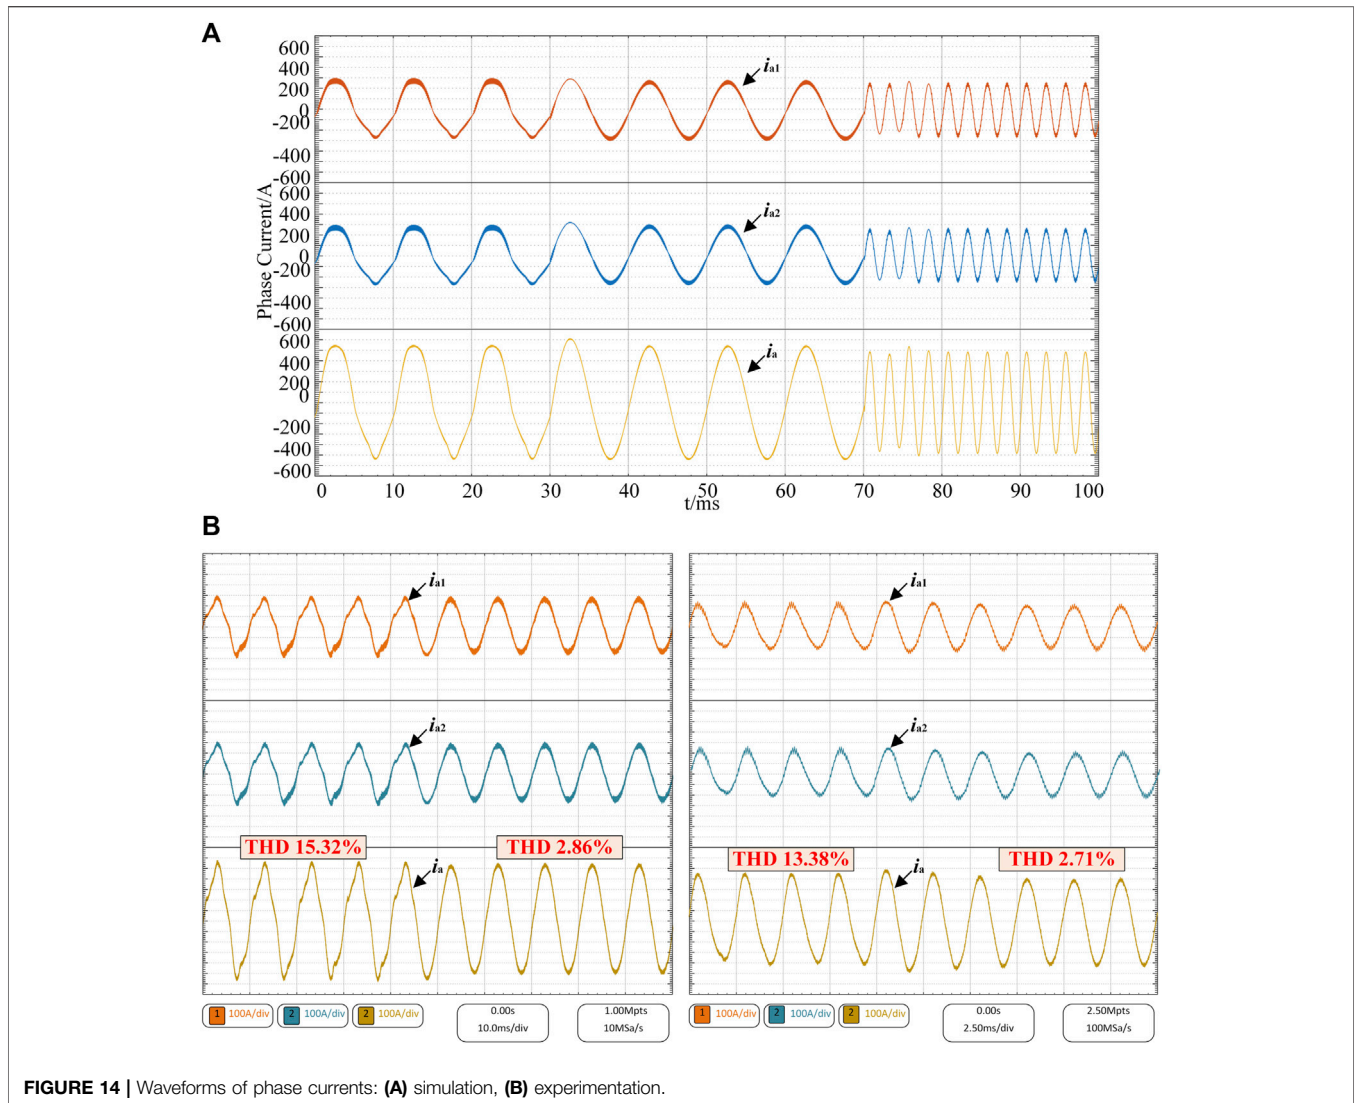 A
600
400
200
0
-200
-400
-600
600
400
200
0
-200
-400
-600
600
400
200
0
-200
-400
-600
Phase Current/A
ia1
ia2
ia
0 10 20 30 40 50 60 70 80 90 100
t/ms
B
ia1
ia2
THD 15.32% THD 2.86%
ia
1 100A/div 2 100A/div 2 100A/div
0.00s
10.0ms/div
1.00Mpts
10MSa/s
ia1
ia2
THD 13.38% THD 2.71%
ia
1 100A/div 2 100A/div 2 100A/div
0.00s
2.50ms/div
2.50Mpts
100MSa/s
FIGURE 14 | Waveforms of phase currents: (A) simulation, (B) experimentation.